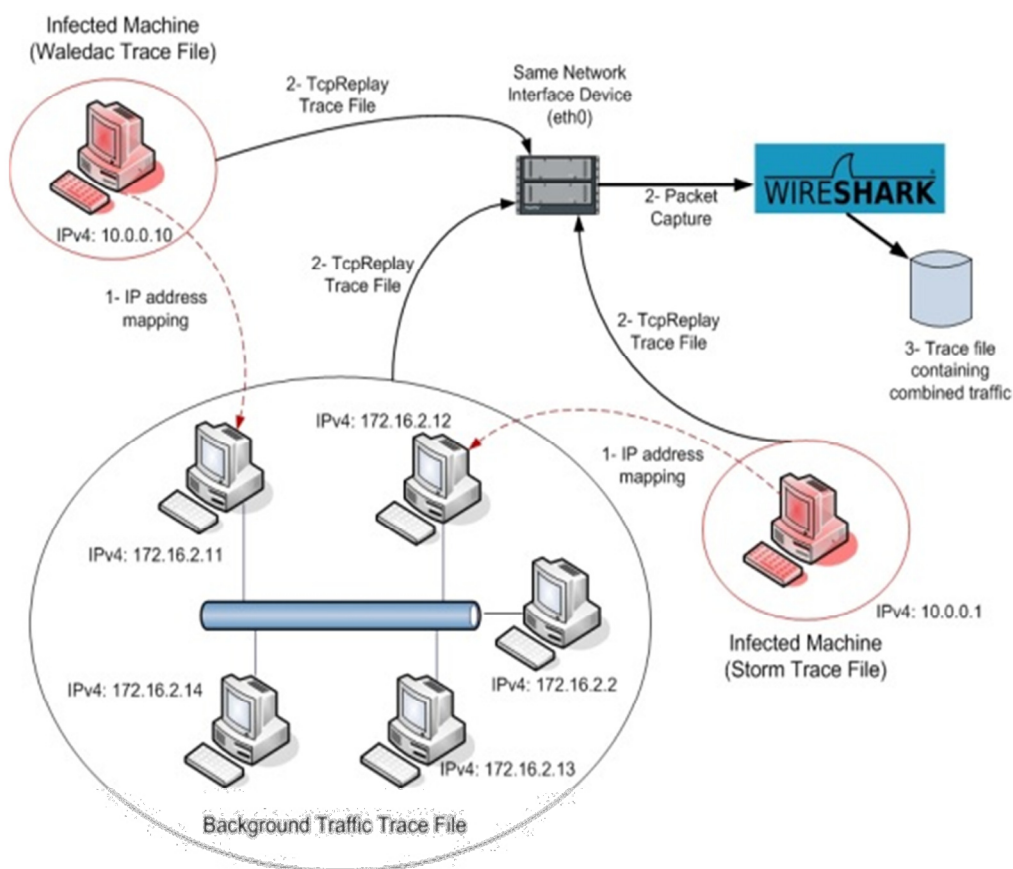 Infected Machine
(Waledac Trace File)
IPv4: 10.0.0.10
2- TcpReplay
Trace File
Same Network
Interface Device
(eth0)
2- Packet
Capture
WIRESHARK
1- IP address
mapping
2- TcpReplay
Trace File
2- TcpReplay
Trace File
3- Trace file
containing
combined traffic
IPv4: 172.16.2.12
1- IP address
mapping
IPv4: 172.16.2.11
IPv4: 10.0.0.1
Infected Machine
(Storm Trace File)
IPv4: 172.16.2.14
IPv4: 172.16.2.2
IPv4: 172.16.2.13
Background Traffic Trace File